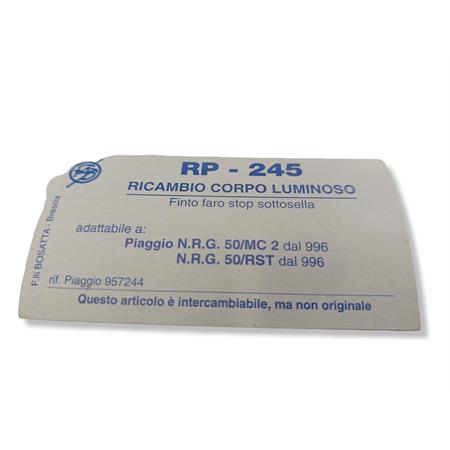 RP - 245
RICAMBIO CORPO LUMINOSO
Finto faro stop sottosella
adattabile a:
Piaggio N.R.G. 50/MC 2 dal 996
N.R.G. 50/RST dal 996
rif. Piaggio 957244
Questo articolo è intercambiabile, ma non originale
F.lli BOSATTA - Brescia